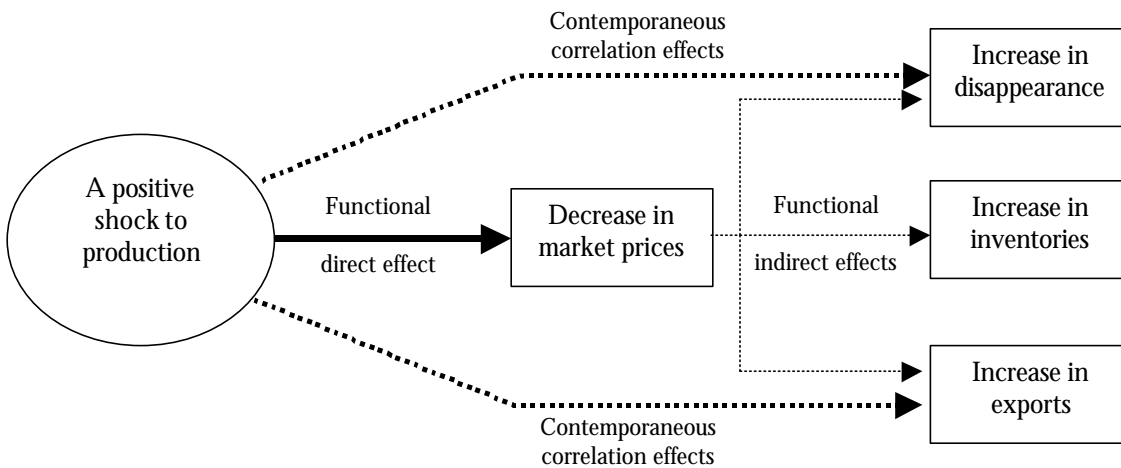 Contemporaneous
correlation effects
Increase in
disappearance
A positive
shock to
production
Functional
direct effect
Decrease in
market prices
Functional
indirect effects
Increase in
inventories
Increase in
exports
Contemporaneous
correlation effects